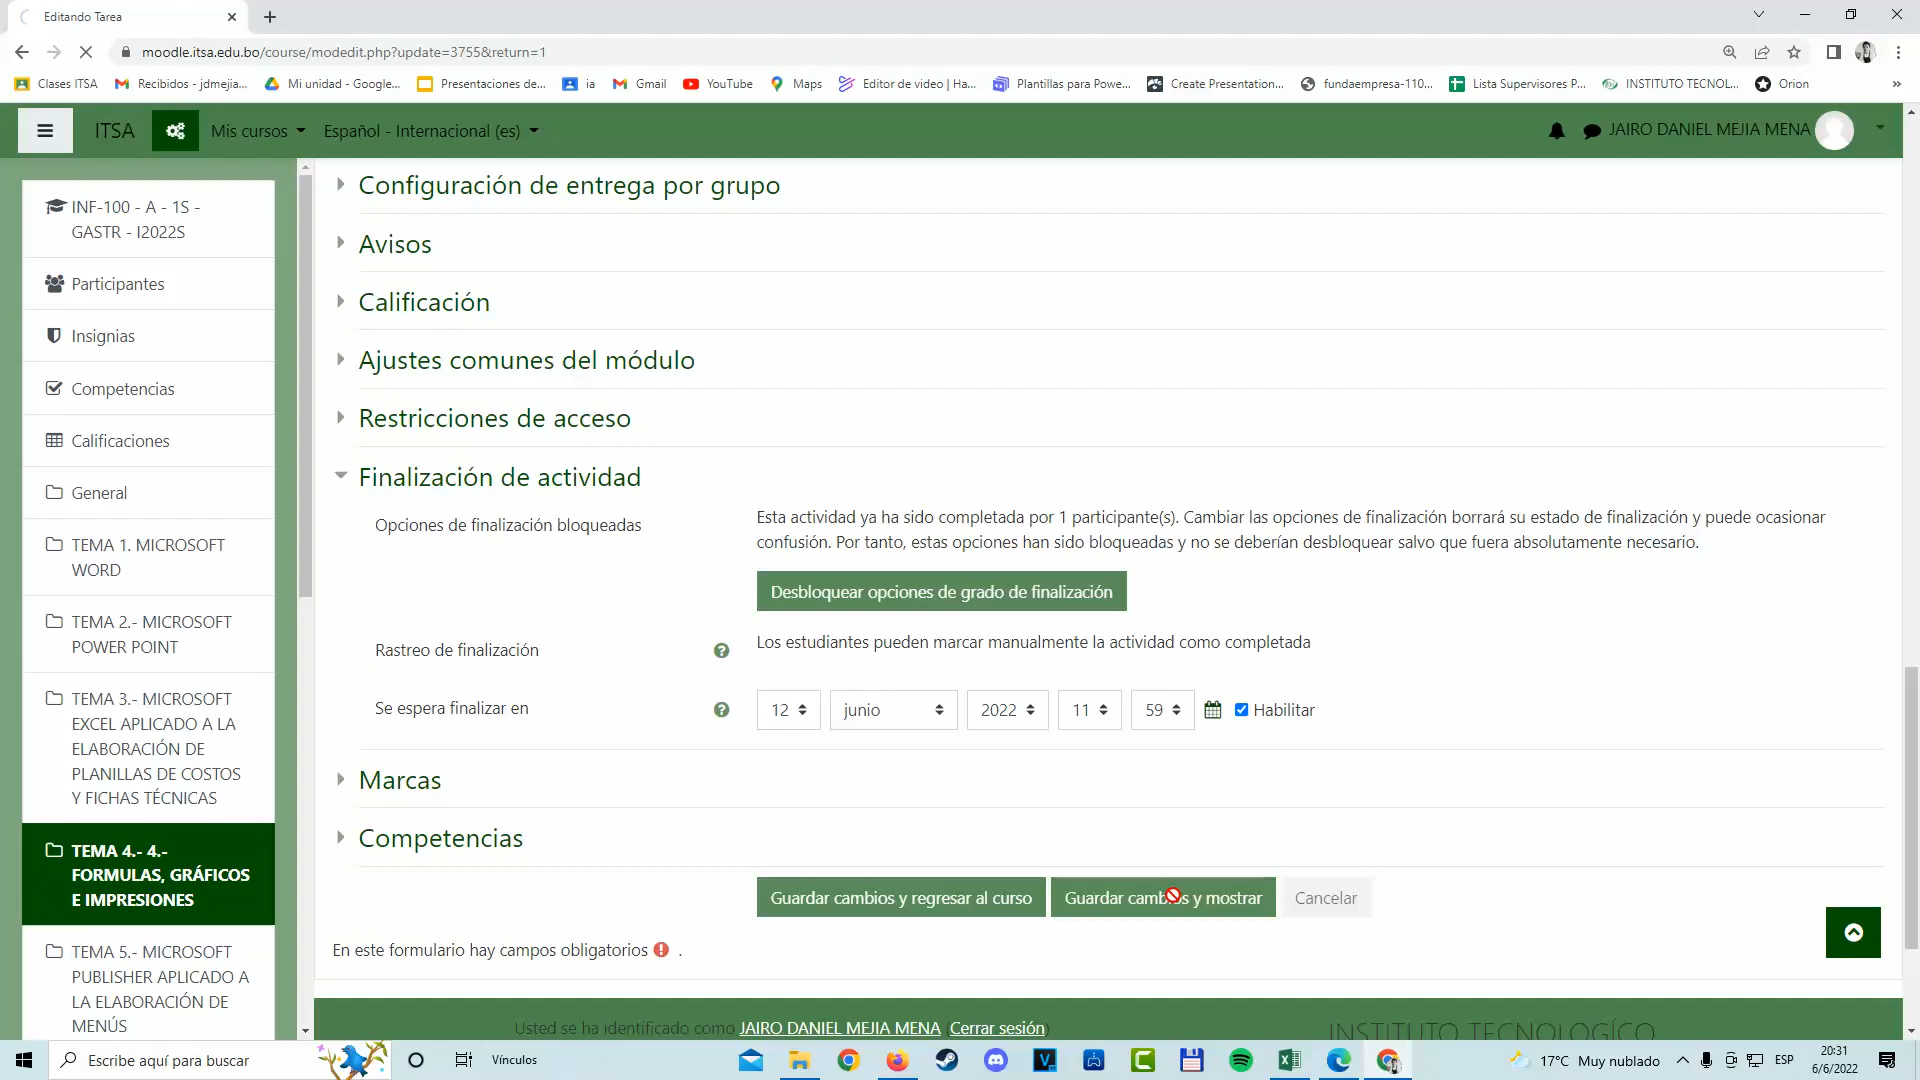 Editando Tarea
moodle.itsa.edu.bo/course/modedit.php?update=3755&return=1
Clases ITSA
Recibidos - jdmejia...
Mi unidad - Google...
Presentaciones de...
ia
Gmail
YouTube
Maps
Editor de video | Ha...
Plantillas para Powe...
Create Presentation...
fundaempresa-110...
Lista Supervisores P...
INSTITUTO TECNOL...
Orion
»
ITSA
Mis cursos
Español - Internacional (es)
JAIRO DANIEL MEJIA MENA
INF-100 - A - 1S -
GASTR - I2022S
Participantes
Insignias
Competencias
Calificaciones
General
TEMA 1. MICROSOFT
WORD
TEMA 2.- MICROSOFT
POWER POINT
TEMA 3.- MICROSOFT
EXCEL APLICADO A LA
ELABORACIÓN DE
PLANILLAS DE COSTOS
Y FICHAS TÉCNICAS
TEMA 4.- 4.-
FORMULAS, GRÁFICOS
E IMPRESIONES
TEMA 5.- MICROSOFT
PUBLISHER APLICADO A
LA ELABORACIÓN DE
MENÚS
Configuración de entrega por grupo
Avisos
Calificación
Ajustes comunes del módulo
Restricciones de acceso
Finalización de actividad
Opciones de finalización bloqueadas
Esta actividad ya ha sido completada por 1 participante(s). Cambiar las opciones de finalización borrará su estado de finalización y puede ocasionar
confusión. Por tanto, estas opciones han sido bloqueadas y no se deberían desbloquear salvo que fuera absolutamente necesario.
Desbloquear opciones de grado de finalización
Rastreo de finalización
Los estudiantes pueden marcar manualmente la actividad como completada
Se espera finalizar en
12 junio 2022 11 59 Habilitar
Marcas
Competencias
Guardar cambios y regresar al curso
Guardar cambios y mostrar
Cancelar
En este formulario hay campos obligatorios .
Usted se ha identificado como JAIRO DANIEL MEJIA MENA (Cerrar sesión)
INSTITUTO TECNOLOGÍCO
Escribe aquí para buscar
Vínculos
17°C Muy nublado
ESP
20:31
6/6/2022